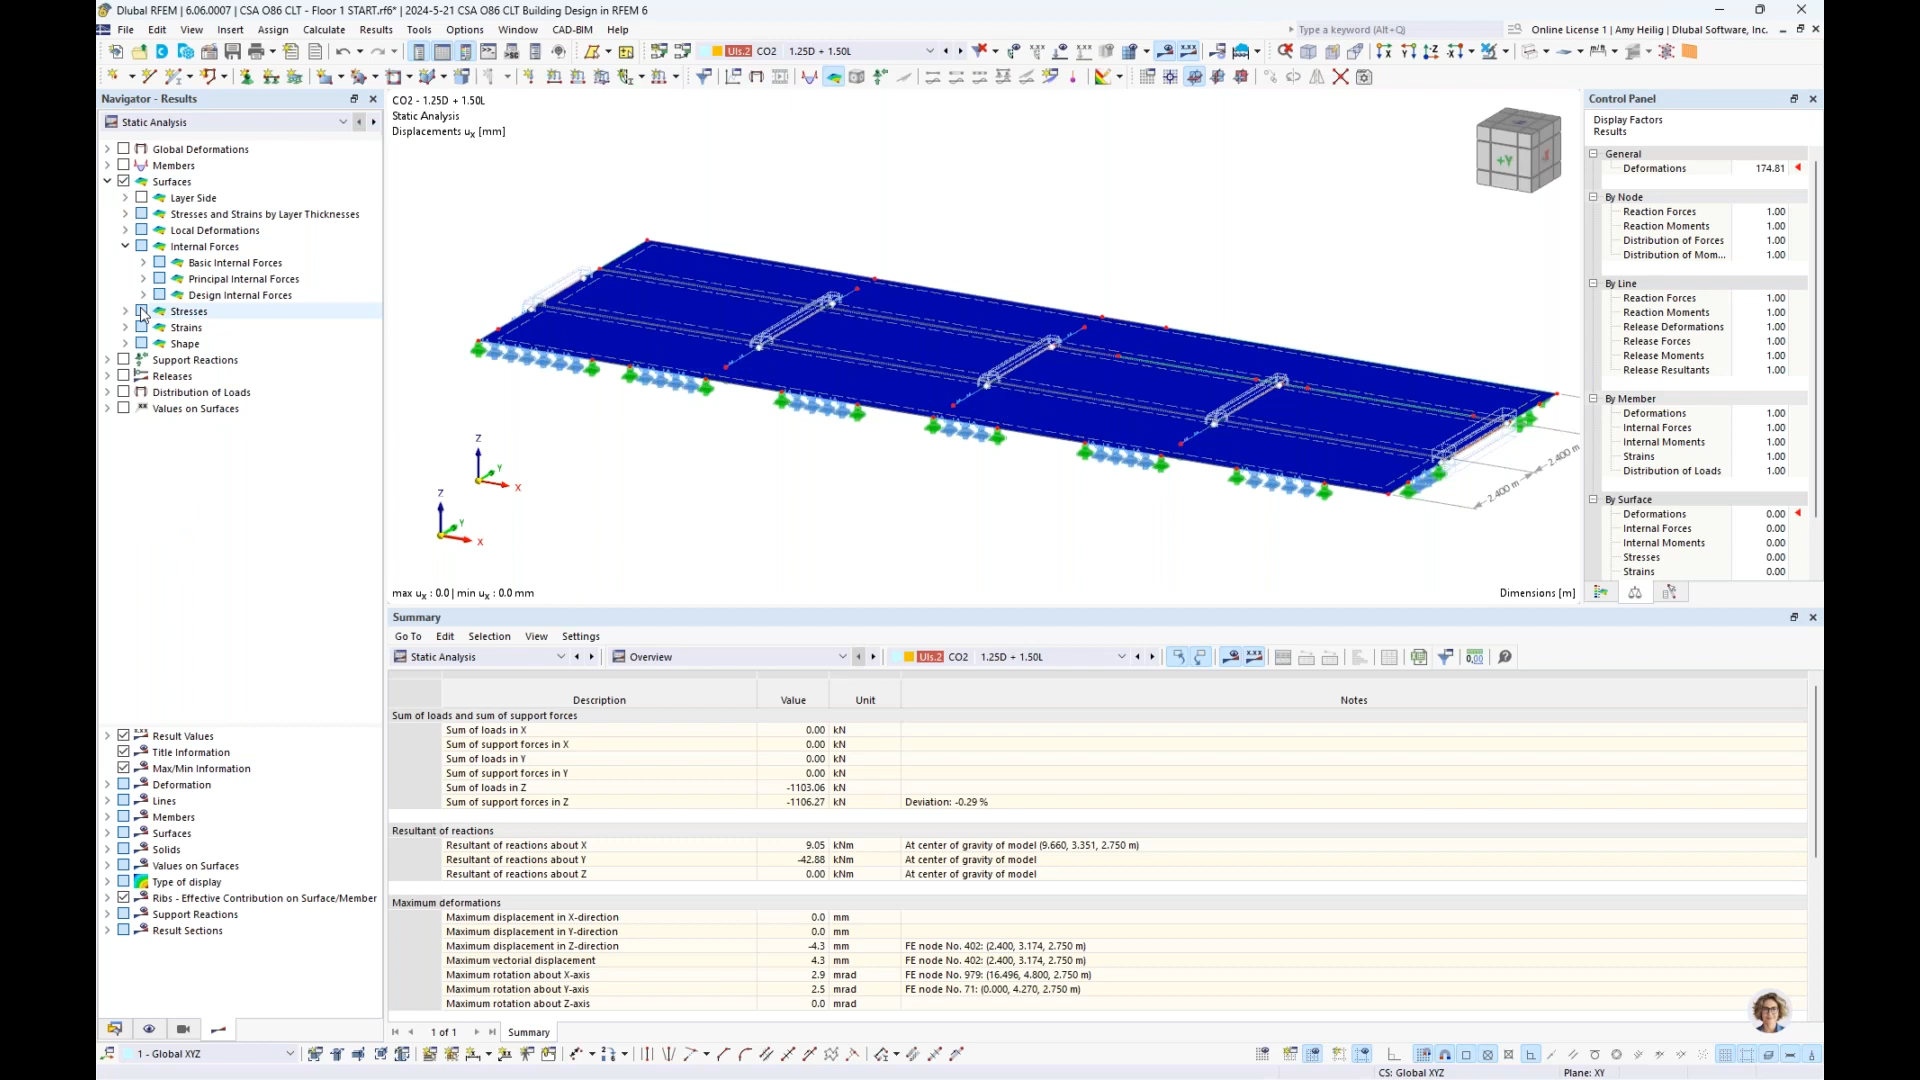 Dlubal RFEM | 6.06.0007 | CSA O86 CLT - Floor 1 START.rf6* | 2024-5-21 CSA O86 CLT Building Design in RFEM 6
File Edit View Insert Assign Calculate Results Tools Options Window CAD-BIM Help
Type a keyword (Alt+Q)
Online License 1 | Amy Heilig | Dlubal Software, Inc.
Uls.2 CO2 1.25D + 1.50L
Navigator - Results
Static Analysis
Global Deformations
Members
Surfaces
Layer Side
Stresses and Strains by Layer Thicknesses
Local Deformations
Internal Forces
Basic Internal Forces
Principal Internal Forces
Design Internal Forces
Stresses
Strains
Shape
Support Reactions
Releases
Distribution of Loads
Values on Surfaces
Result Values
Title Information
Max/Min Information
Deformation
Lines
Members
Surfaces
Solids
Values on Surfaces
Type of display
Ribs - Effective Contribution on Surface/Member
Support Reactions
Result Sections
CO2 - 1.25D + 1.50L
Static Analysis
Displacements ux [mm]
+Y
X
Z
Y
X
Z
Y
X
2.400 m
2.400 m
max ux : 0.0 | min ux : 0.0 mm
Dimensions [m]
Control Panel
Display Factors
Results
General
Deformations 174.81
By Node
Reaction Forces 1.00
Reaction Moments 1.00
Distribution of Forces 1.00
Distribution of Mom... 1.00
By Line
Reaction Forces 1.00
Reaction Moments 1.00
Release Deformations 1.00
Release Forces 1.00
Release Moments 1.00
Release Resultants 1.00
By Member
Deformations 1.00
Internal Forces 1.00
Internal Moments 1.00
Strains 1.00
Distribution of Loads 1.00
By Surface
Deformations 0.00
Internal Forces 0.00
Internal Moments 0.00
Stresses 0.00
Strains 0.00
Summary
Go To Edit Selection View Settings
Static Analysis Overview Uls.2 CO2 1.25D + 1.50L
Description Value Unit Notes
Sum of loads and sum of support forces
Sum of loads in X 0.00 kN
Sum of support forces in X 0.00 kN
Sum of loads in Y 0.00 kN
Sum of support forces in Y 0.00 kN
Sum of loads in Z -1103.06 kN
Sum of support forces in Z -1106.27 kN Deviation: -0.29 %
Resultant of reactions
Resultant of reactions about X 9.05 kNm At center of gravity of model (9.660, 3.351, 2.750 m)
Resultant of reactions about Y -42.88 kNm At center of gravity of model
Resultant of reactions about Z 0.00 kNm At center of gravity of model
Maximum deformations
Maximum displacement in X-direction 0.0 mm
Maximum displacement in Y-direction 0.0 mm
Maximum displacement in Z-direction -4.3 mm FE node No. 402: (2.400, 3.174, 2.750 m)
Maximum vectorial displacement 4.3 mm FE node No. 402: (2.400, 3.174, 2.750 m)
Maximum rotation about X-axis 2.9 mrad FE node No. 979: (16.496, 4.800, 2.750 m)
Maximum rotation about Y-axis 2.5 mrad FE node No. 71: (0.000, 4.270, 2.750 m)
Maximum rotation about Z-axis 0.0 mrad
1 of 1 Summary
1 - Global XYZ
CS: Global XYZ Plane: XY